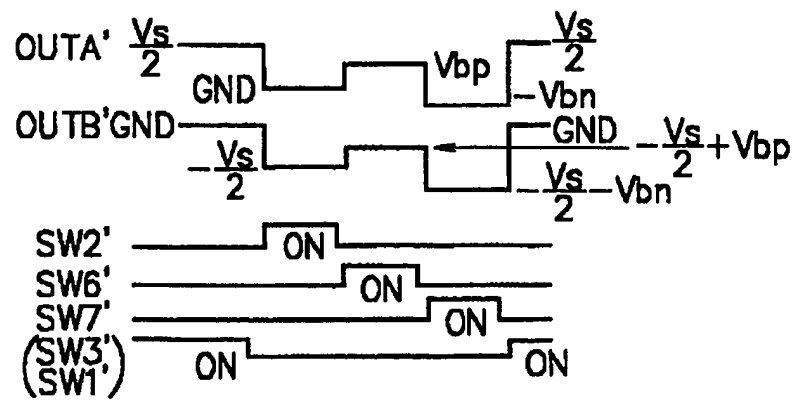 OUTA' Vs/2 GND Vbp -Vbn Vs/2
OUTB' GND -Vs/2 GND -Vs/2+Vbp
-Vs/2-Vbn
SW2' ON
SW6' ON
SW7' ON
(SW3' ON ON
SW1')